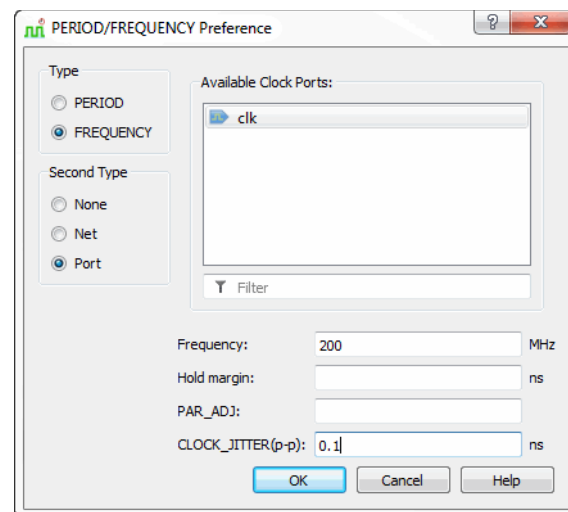 PERIOD/FREQUENCY Preference
Type
PERIOD
FREQUENCY
Second Type
None
Net
Port
Available Clock Ports:
clk
Filter
Frequency: 200 MHz
Hold margin: ns
PAR_ADJ:
CLOCK_JITTER(p-p): 0.1 ns
OK Cancel Help